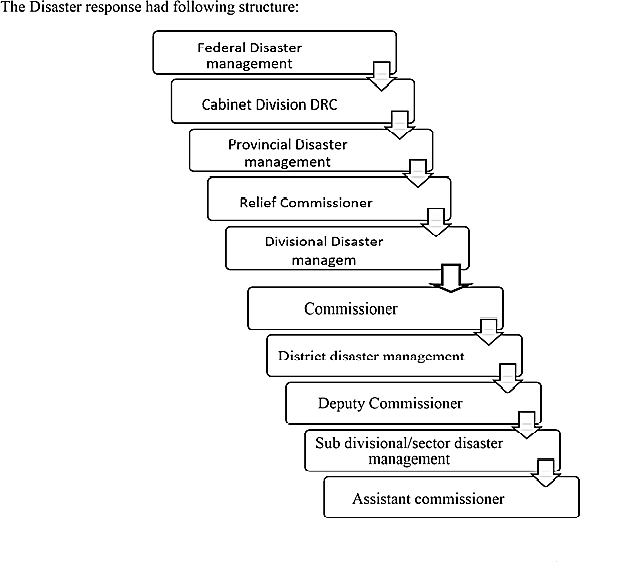 The Disaster response had following structure:
Federal Disaster
management
Cabinet Division DRC
Provincial Disaster
management
Relief Commissioner
Divisional Disaster
managem
Commissioner
District disaster management
Deputy Commissioner
Sub divisional/sector disaster
management
Assistant commissioner